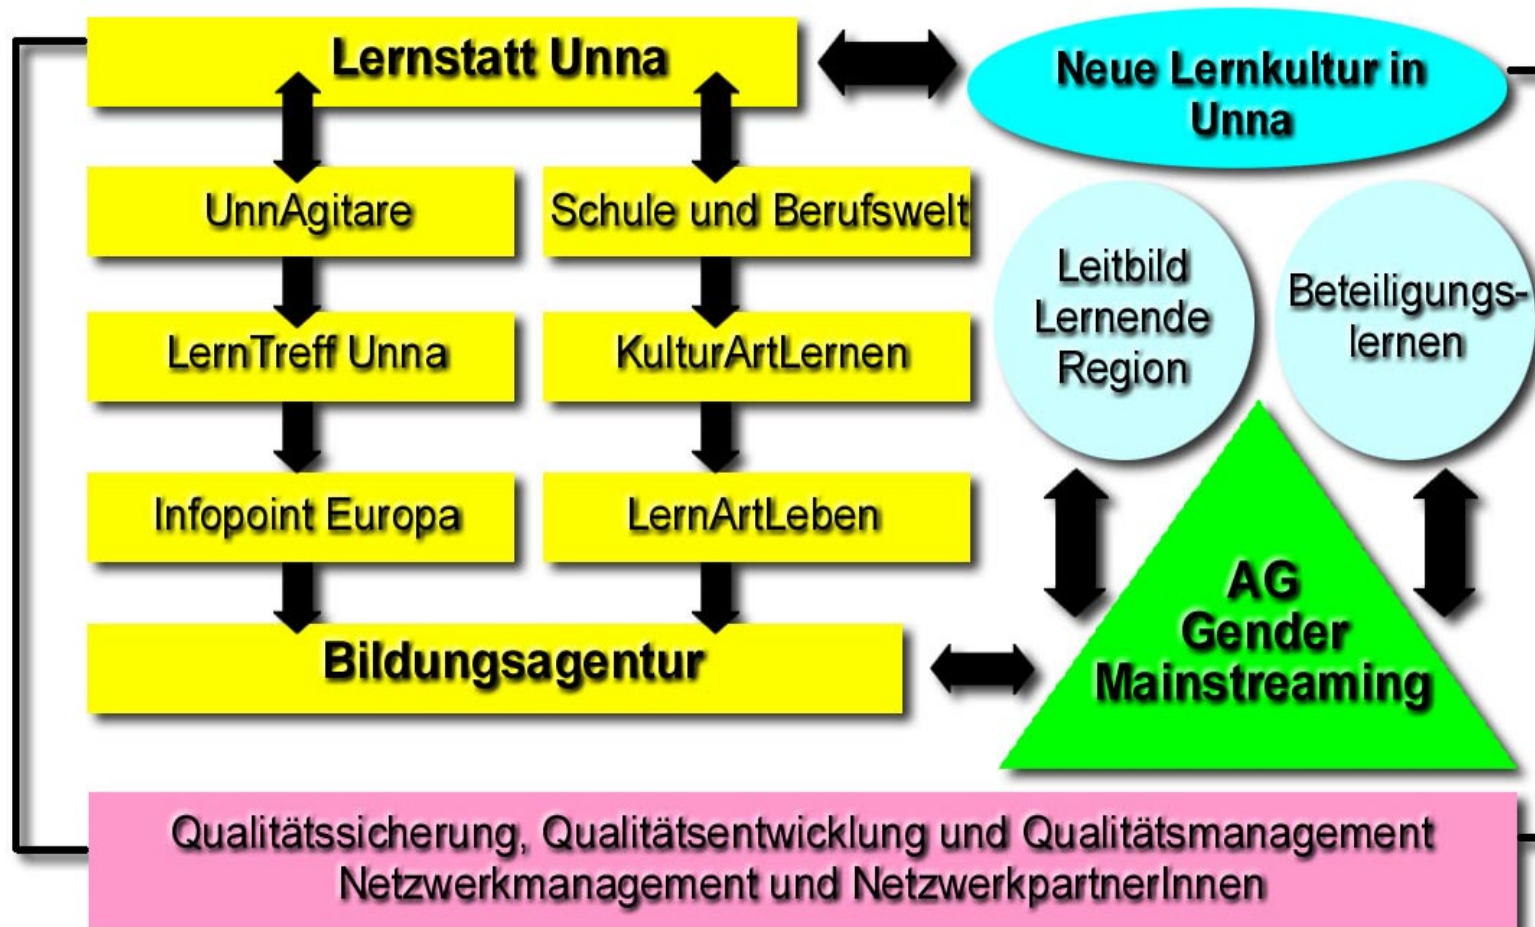 Lernstatt Unna
Neue Lernkultur in
Unna
UnnAgitare
Schule und Berufswelt
Leitbild
Lernende
Region
Beteiligungs-
lernen
LernTreff Unna
KulturArtLernen
Infopoint Europa
LernArtLeben
AG
Gender
Mainstreaming
Bildungsagentur
Qualitätssicherung, Qualitätsentwicklung und Qualitätsmanagement
Netzwerkmanagement und NetzwerkpartnerInnen